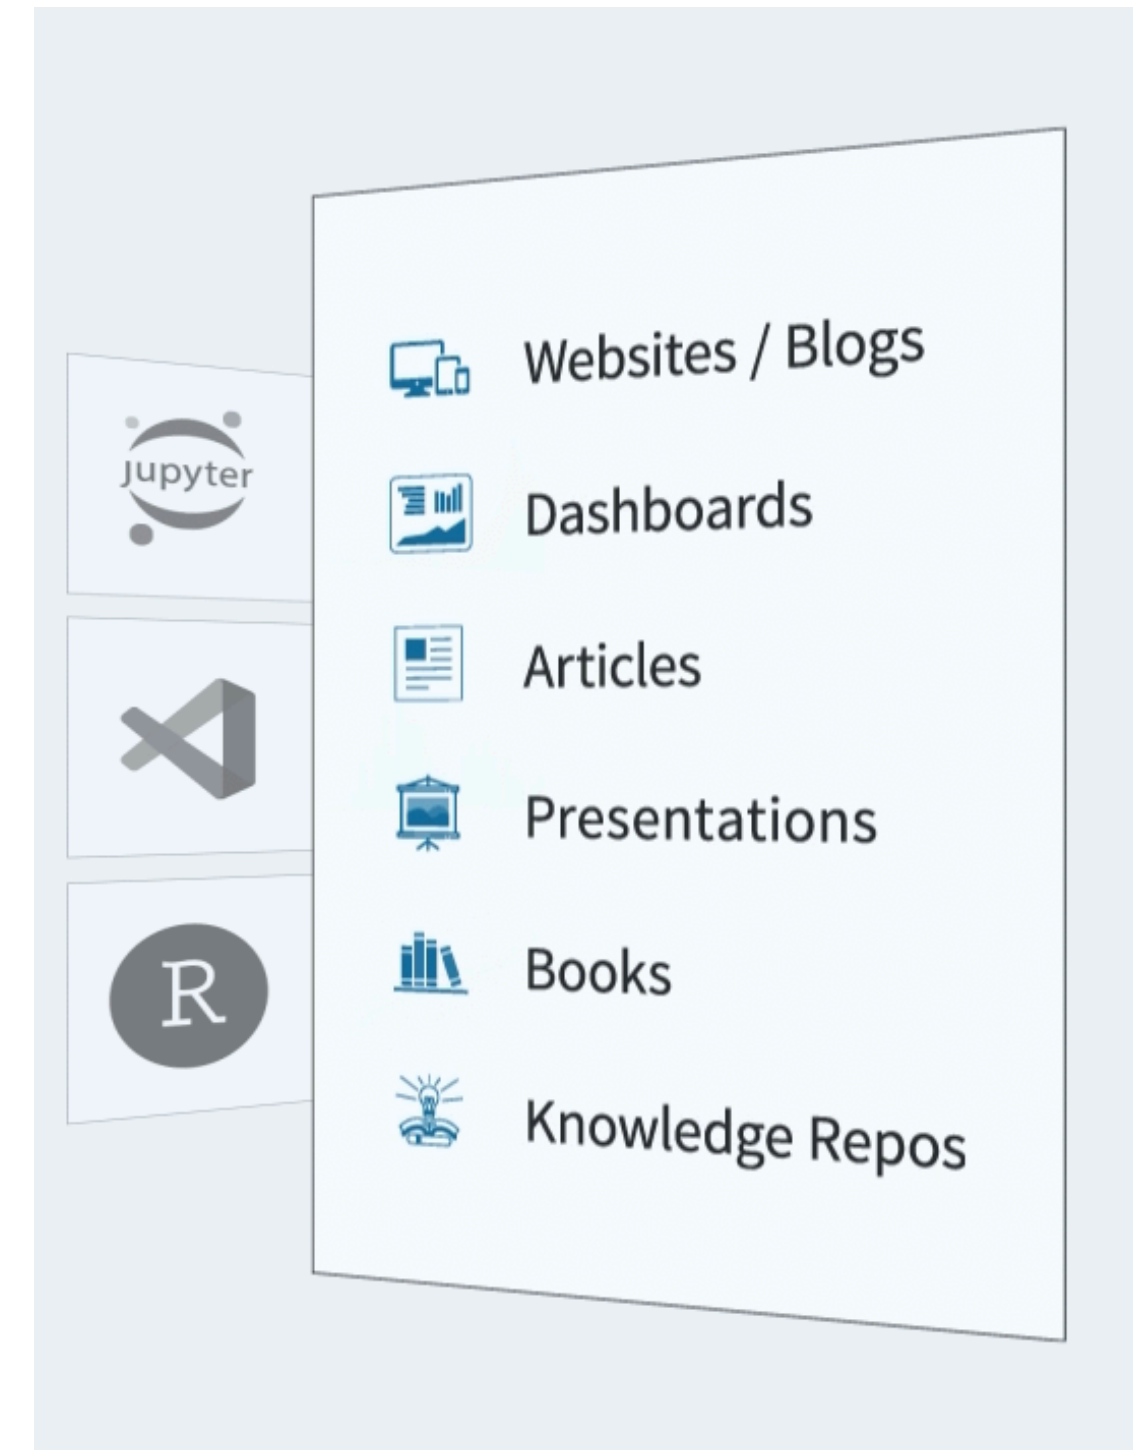 Jupyter
R
Websites / Blogs
Dashboards
Articles
Presentations
Books
Knowledge Repos